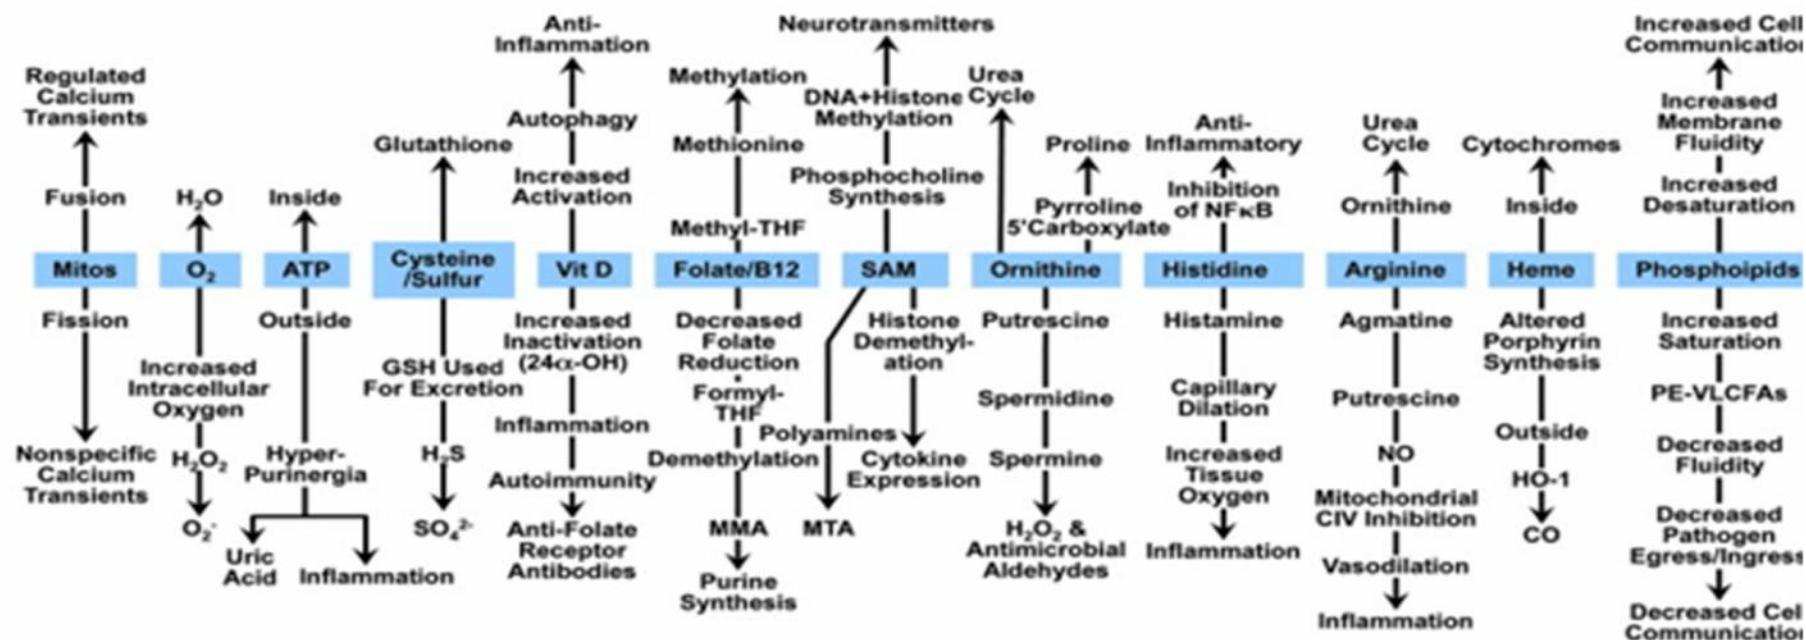 Regulated
Calcium
Transients
Fusion
Mitos
Fission
Nonspecific
Calcium
Transients
H₂O
O₂
Increased
Intracellular
Oxygen
H₂O₂
O₂⁻
Inside
ATP
Outside
Hyper-
Purinergia
Uric
Acid
Inflammation
Glutathione
Cysteine
/Sulfur
GSH Used
For Excretion
H₂S
SO₄²⁻
Anti-
Inflammation
Autophagy
Increased
Activation
Vit D
Increased
Inactivation
(24α-OH)
Inflammation
Autoimmunity
Anti-Folate
Receptor
Antibodies
Methylation
Methionine
Methyl-THF
Folate/B12
Decreased
Folate
Reduction
Formyl-
THF
Demethylation
MMA
Purine
Synthesis
Neurotransmitters
DNA+Histone
Methylation
Phosphocholine
Synthesis
SAM
Polyamines
MTA
Histone
Demethyl-
ation
Cytokine
Expression
Urea
Cycle
Proline
Pyrroline
5'Carboxylate
Ornithine
Putrescine
Spermidine
Spermine
H₂O₂ &
Antimicrobial
Aldehydes
Anti-
Inflammatory
Inhibition
of NFκB
Histidine
Histamine
Capillary
Dilation
Increased
Tissue
Oxygen
Inflammation
Urea
Cycle
Ornithine
Arginine
Agmatine
Putrescine
NO
Mitochondrial
CIV Inhibition
Vasodilation
Inflammation
Cytochromes
Inside
Heme
Altered
Porphyrin
Synthesis
Outside
HO-1
CO
Increased Cell
Communicatio
Increased
Membrane
Fluidity
Increased
Desaturation
Phosphoipids
Increased
Saturation
PE-VLCFAs
Decreased
Fluidity
Decreased
Pathogen
Egress/Ingress
Decreased Cel
Communicatio